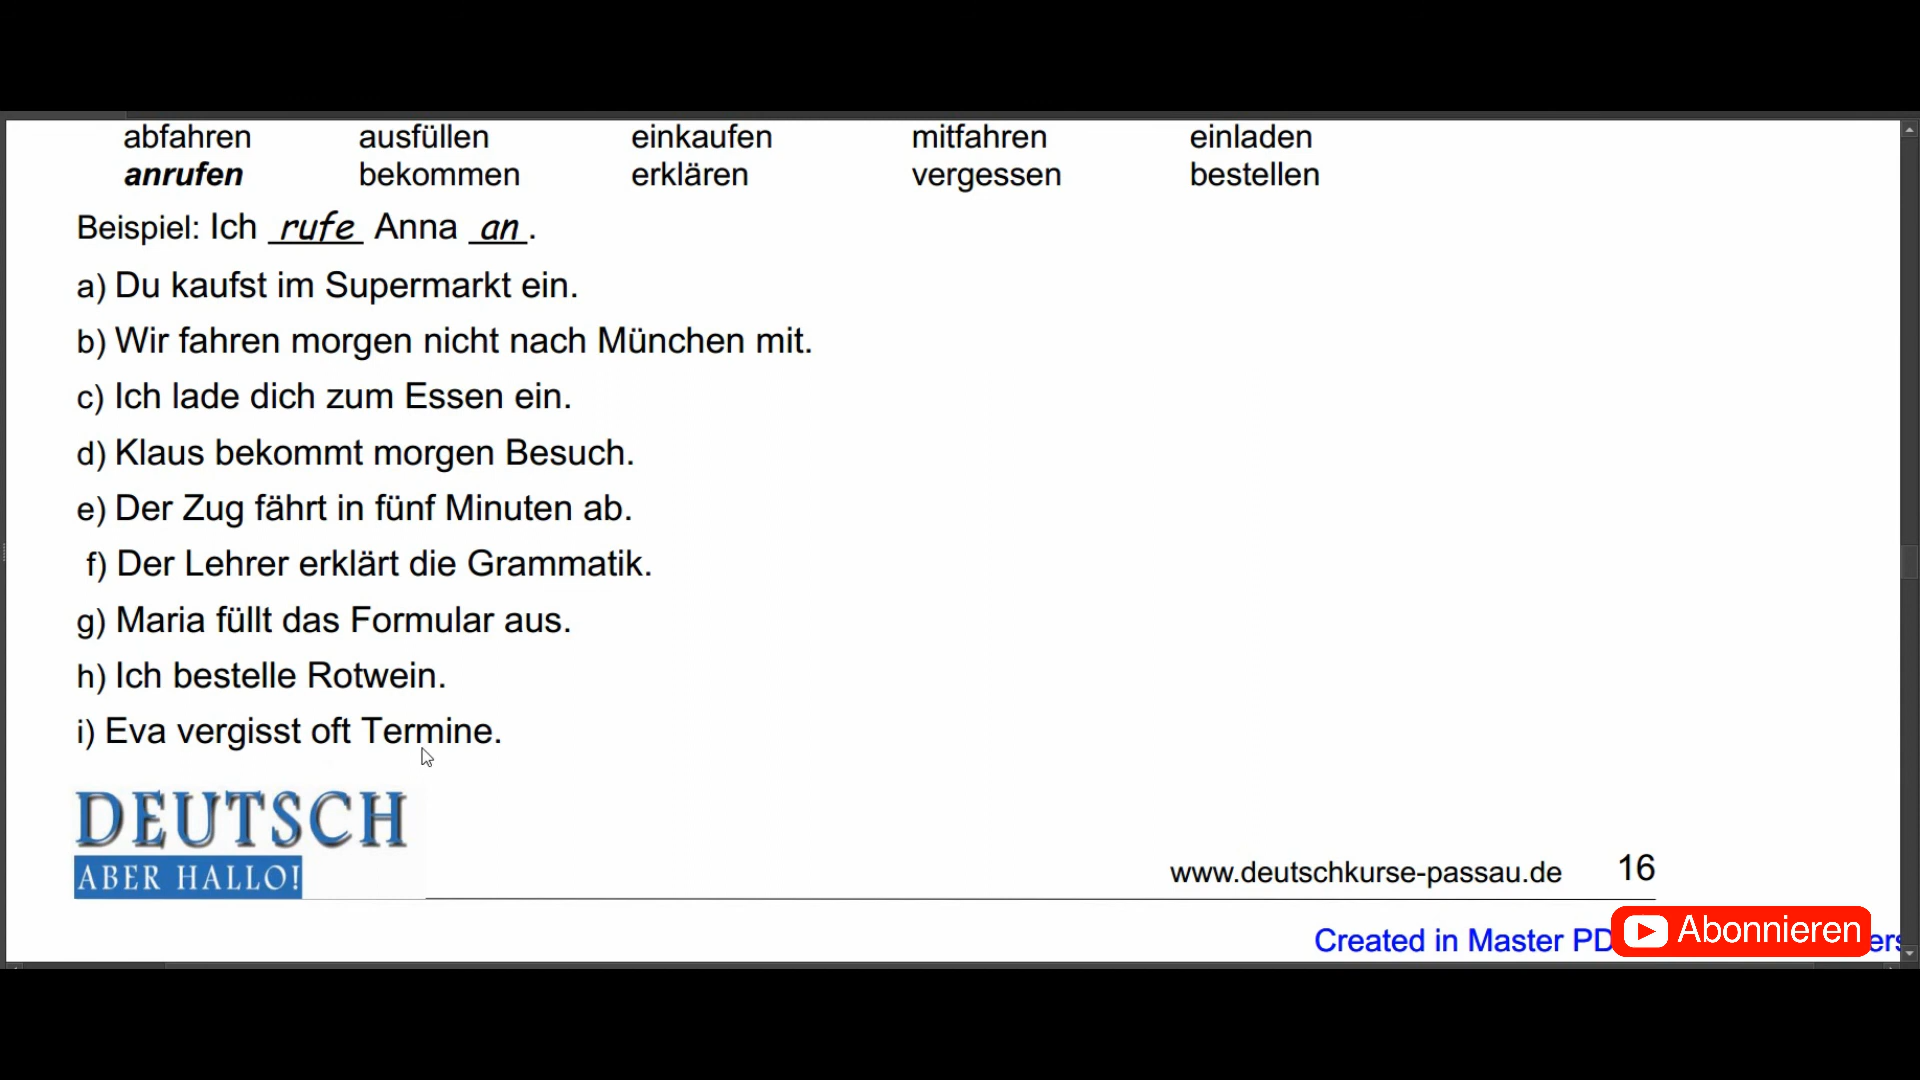 abfahren ausfüllen einkaufen mitfahren einladen
anrufen bekommen erklären vergessen bestellen
Beispiel: Ich rufe Anna an.
a) Du kaufst im Supermarkt ein.
b) Wir fahren morgen nicht nach München mit.
c) Ich lade dich zum Essen ein.
d) Klaus bekommt morgen Besuch.
e) Der Zug fährt in fünf Minuten ab.
f) Der Lehrer erklärt die Grammatik.
g) Maria füllt das Formular aus.
h) Ich bestelle Rotwein.
i) Eva vergisst oft Termine.
DEUTSCH
ABER HALLO!
www.deutschkurse-passau.de 16
Created in Master
Abonnieren